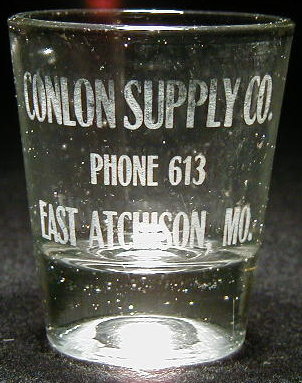 CONLON SUPPLY CO.
PHONE 613
EAST ATCHISON, MO.